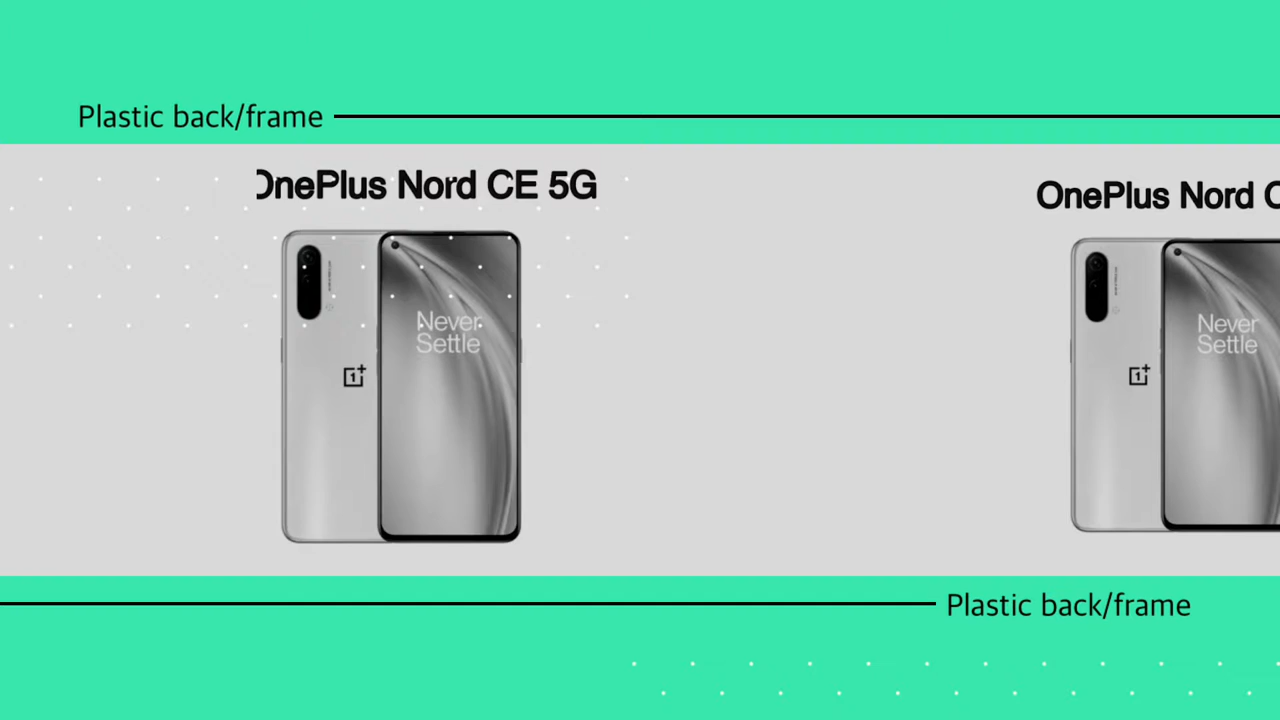 Plastic back/frame
OnePlus Nord CE 5G
OnePlus Nord C
Never
Settle
Never
Settle
Plastic back/frame